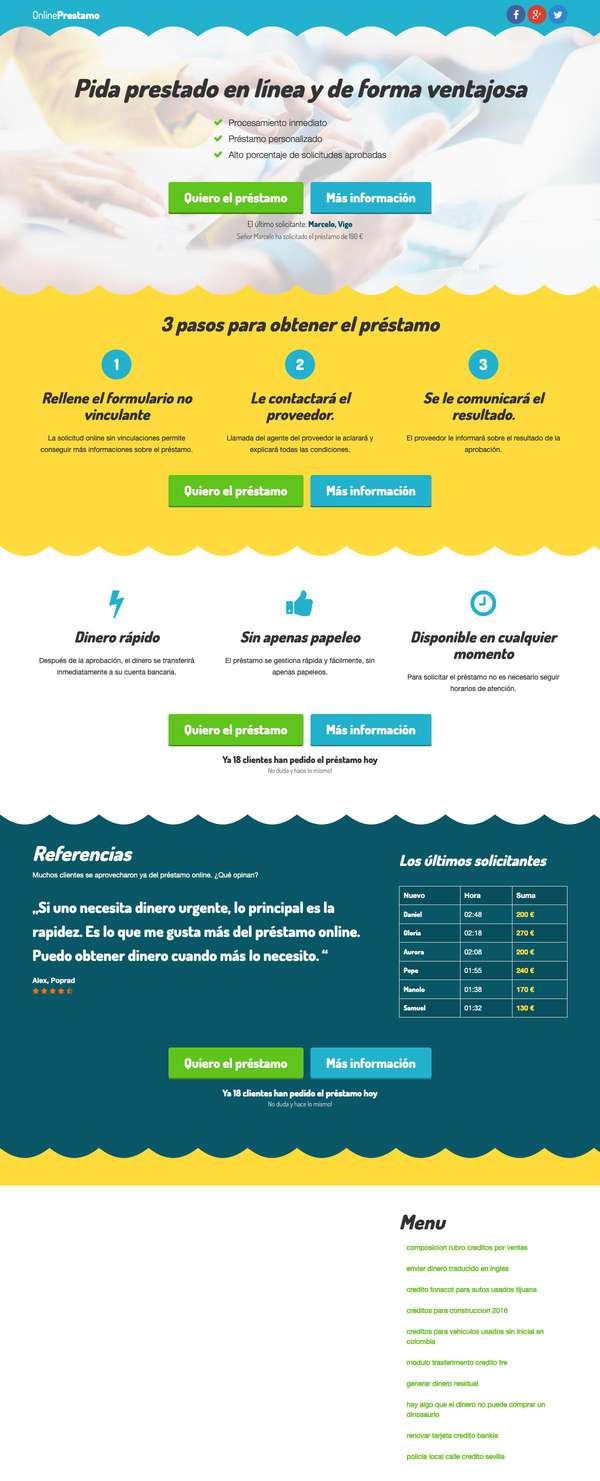 OnlinePrestamo
Pida prestado en línea y de forma ventajosa
Procesamiento inmediato
Préstamo personalizado
Alto porcentaje de solicitudes aprobadas
Quiero el préstamo
Más información
El último solicitante: Marcelo, Vigo
Señor Marcelo ha solicitado el préstamo de 190 €
3 pasos para obtener el préstamo
1
Rellene el formulario no
vinculante
La solicitud online sin vinculaciones permite
conseguir más informaciones sobre el préstamo.
2
Le contactará el
proveedor.
Llamada del agente del proveedor le aclarará y
explicará todas las condiciones.
3
Se le comunicará el
resultado.
El proveedor le informará sobre el resultado de la
aprobación.
Quiero el préstamo
Más información
Dinero rápido
Después de la aprobación, el dinero se transferirá
inmediatamente a su cuenta bancaria.
Sin apenas papeleo
El préstamo se gestiona rápida y fácilmente, sin
apenas papeleos.
Disponible en cualquier
momento
Para solicitar el préstamo no es necesario seguir
horarios de atención.
Quiero el préstamo
Más información
Ya 18 clientes han pedido el préstamo hoy
No duda y hace lo mismo!
Referencias
Muchos clientes se aprovecharon ya del préstamo online. ¿Qué opinan?
„Si uno necesita dinero urgente, lo principal es la
rapidez. Es lo que me gusta más del préstamo online.
Puedo obtener dinero cuando más lo necesito. “
Alex, Poprad
Los últimos solicitantes
Nuevo Hora Suma
Daniel 02:48 200 €
Gloria 02:18 270 €
Aurora 02:08 200 €
Pepe 01:55 240 €
Manolo 01:38 170 €
Samuel 01:32 130 €
Quiero el préstamo
Más información
Ya 18 clientes han pedido el préstamo hoy
No duda y hace lo mismo!
Menu
composicion rubro creditos por ventas
enviar dinero traducido en ingles
credito fonacot para autos usados tijuana
creditos para construccion 2016
creditos para vehiculos usados sin inicial en
colombia
modulo trasferimento credito ire
generar dinero residual
hay algo que el dinero no puede comprar un
dinosaurio
renovar tarjeta credito bankia
policia local calle credito sevilla